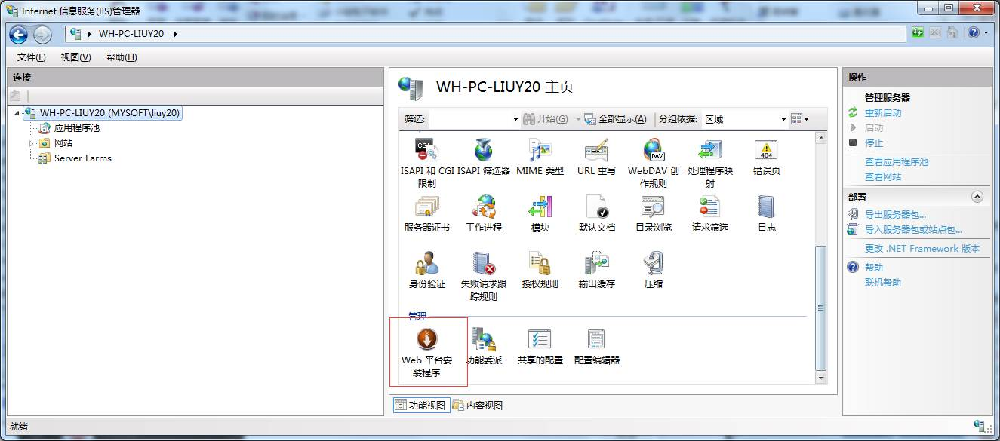 Internet 信息服务(IIS)管理器
WH-PC-LIUY20
文件(F) 视图(V) 帮助(H)
连接
WH-PC-LIUY20 (MYSOFT\liuy20)
应用程序池
网站
Server Farms
WH-PC-LIUY20 主页
筛选: 开始(G) 全部显示(A) 分组依据: 区域
ISAPI 和 CGI 限制
ISAPI 筛选器
MIME 类型
URL 重写
WebDAV 创作规则
处理程序映射
错误页
服务器证书
工作进程
模块
默认文档
目录浏览
请求筛选
日志
身份验证
失败请求跟踪规则
授权规则
输出缓存
压缩
管理
Web 平台安装程序
功能委派
共享的配置
配置编辑器
功能视图 内容视图
操作
管理服务器
重新启动
启动
停止
查看应用程序池
查看网站
部署
导出服务器包...
导入服务器包或站点包...
更改 .NET Framework 版本
帮助
联机帮助
就绪